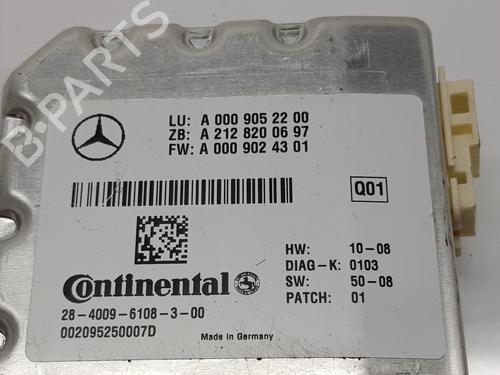 LU: A 000 905 22 00
ZB: A 212 820 06 97
FW: A 000 902 43 01
Q01
HW: 10-08
DIAG-K: 0103
SW: 50-08
PATCH: 01
Continental
28-4009-6108-3-00
002095250007D
Made in Germany